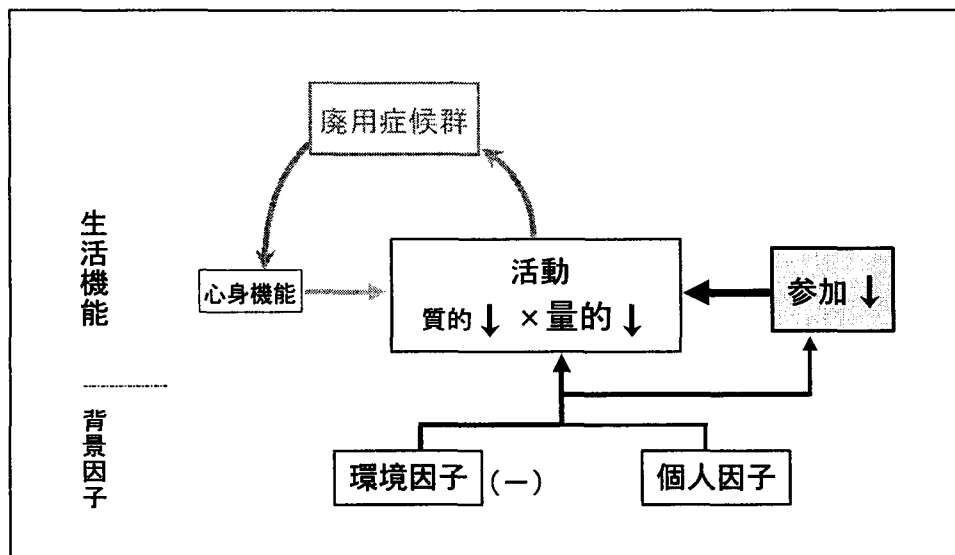 廃用症候群
生活機能
心身機能
活動
質的↓ ×量的↓
参加↓
背景因子
環境因子 (－)
個人因子